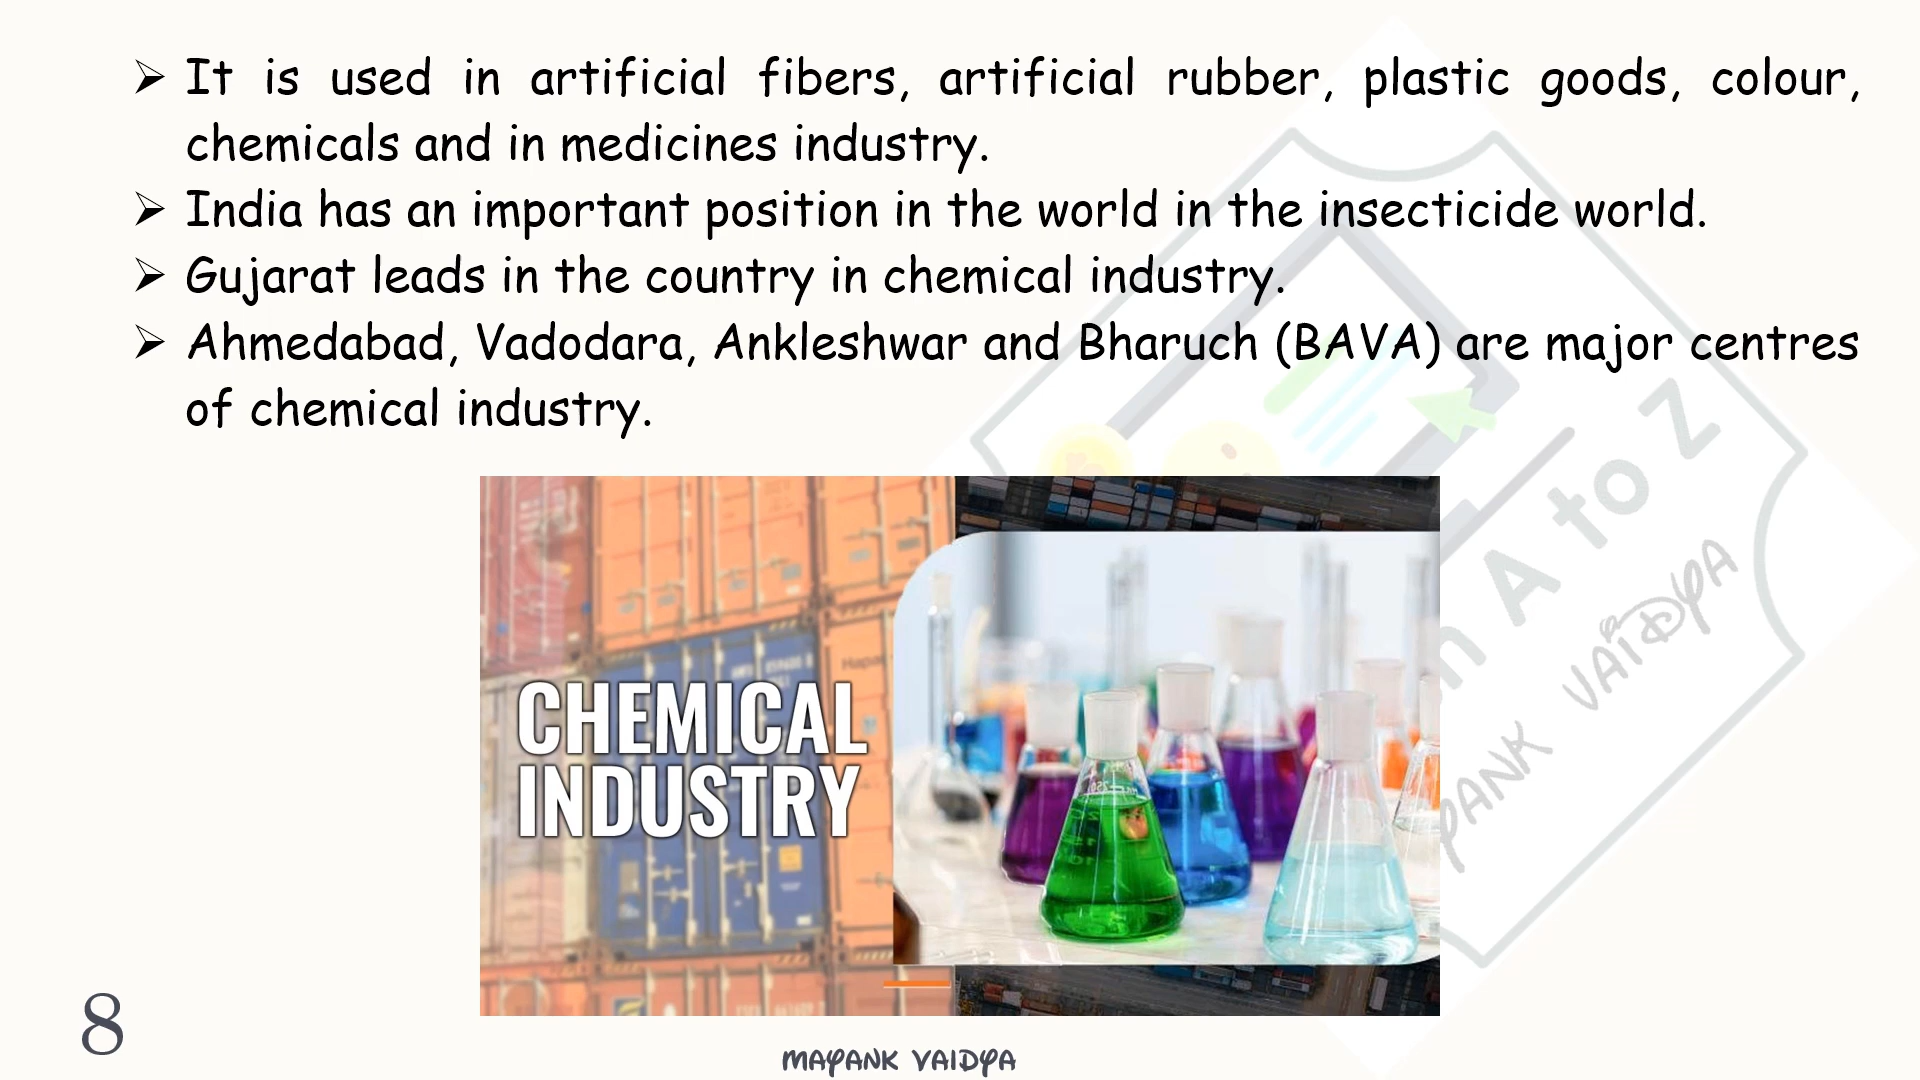 ➢ It is used in artificial fibers, artificial rubber, plastic goods, colour,
chemicals and in medicines industry.
➢ India has an important position in the world in the insecticide world.
➢ Gujarat leads in the country in chemical industry.
➢ Ahmedabad, Vadodara, Ankleshwar and Bharuch (BAVA) are major centres
of chemical industry.
A to Z
VAIDYA
CHEMICAL
INDUSTRY
8
MAYANK VAIDYA